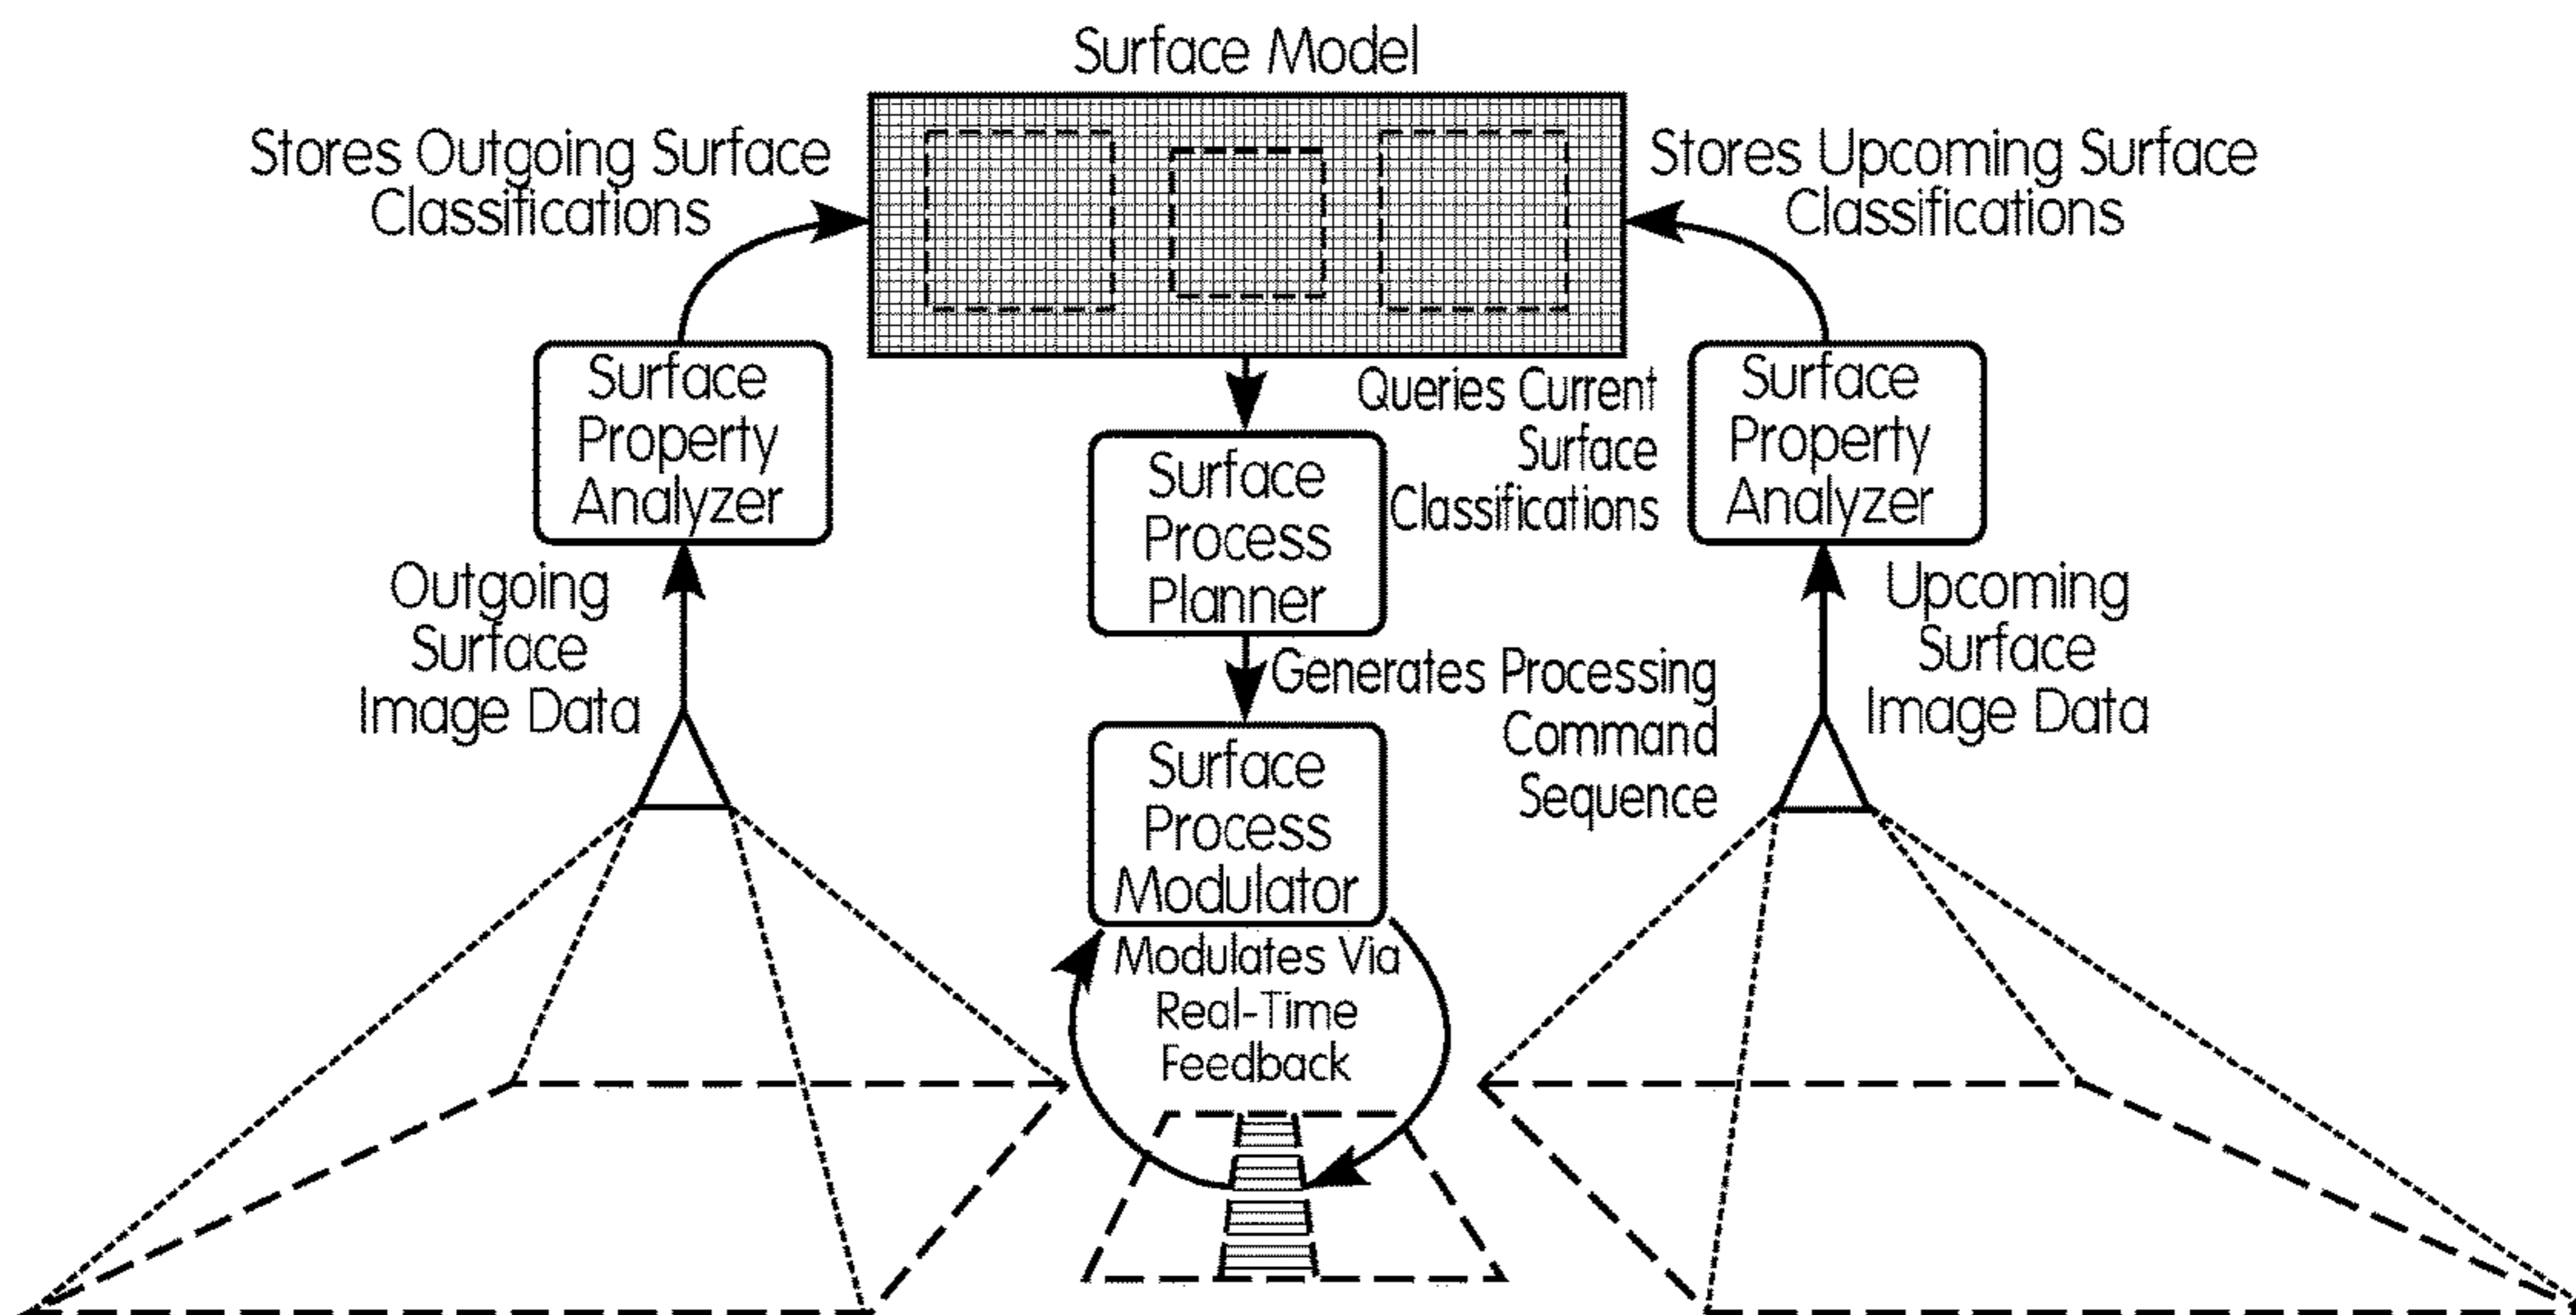 Surface Model
Stores Outgoing Surface
Classifications
Stores Upcoming Surface
Classifications
Surface
Property
Analyzer
Queries Current
Surface
Classifications
Surface
Property
Analyzer
Surface
Process
Planner
Outgoing
Surface
Image Data
Generates Processing
Command
Sequence
Upcoming
Surface
Image Data
Surface
Process
Modulator
Modulates Via
Real-Time
Feedback